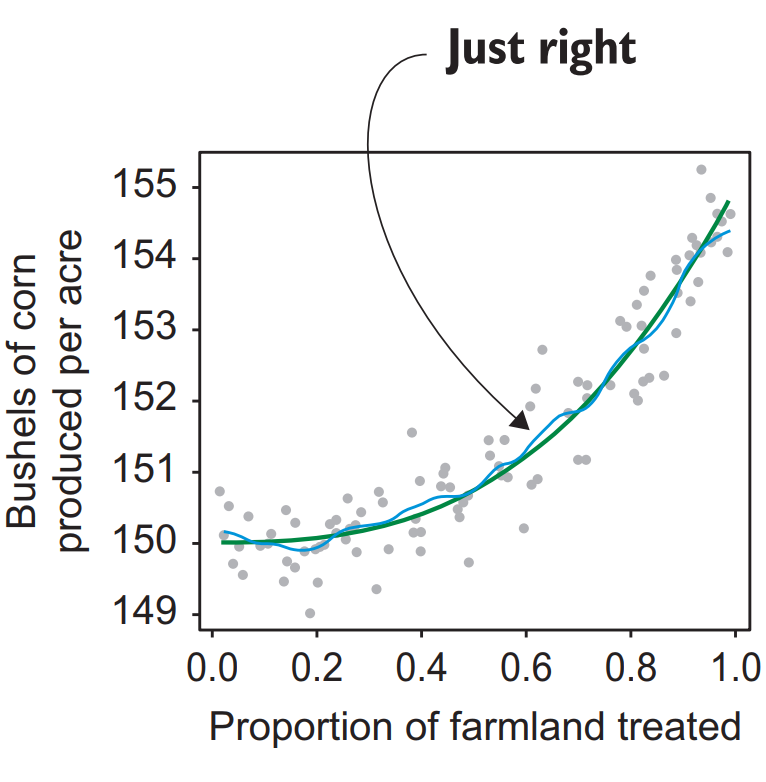 Just right
Bushels of corn
produced per acre
155
154
153
152
151
150
149
0.0 0.2 0.4 0.6 0.8 1.0
Proportion of farmland treated